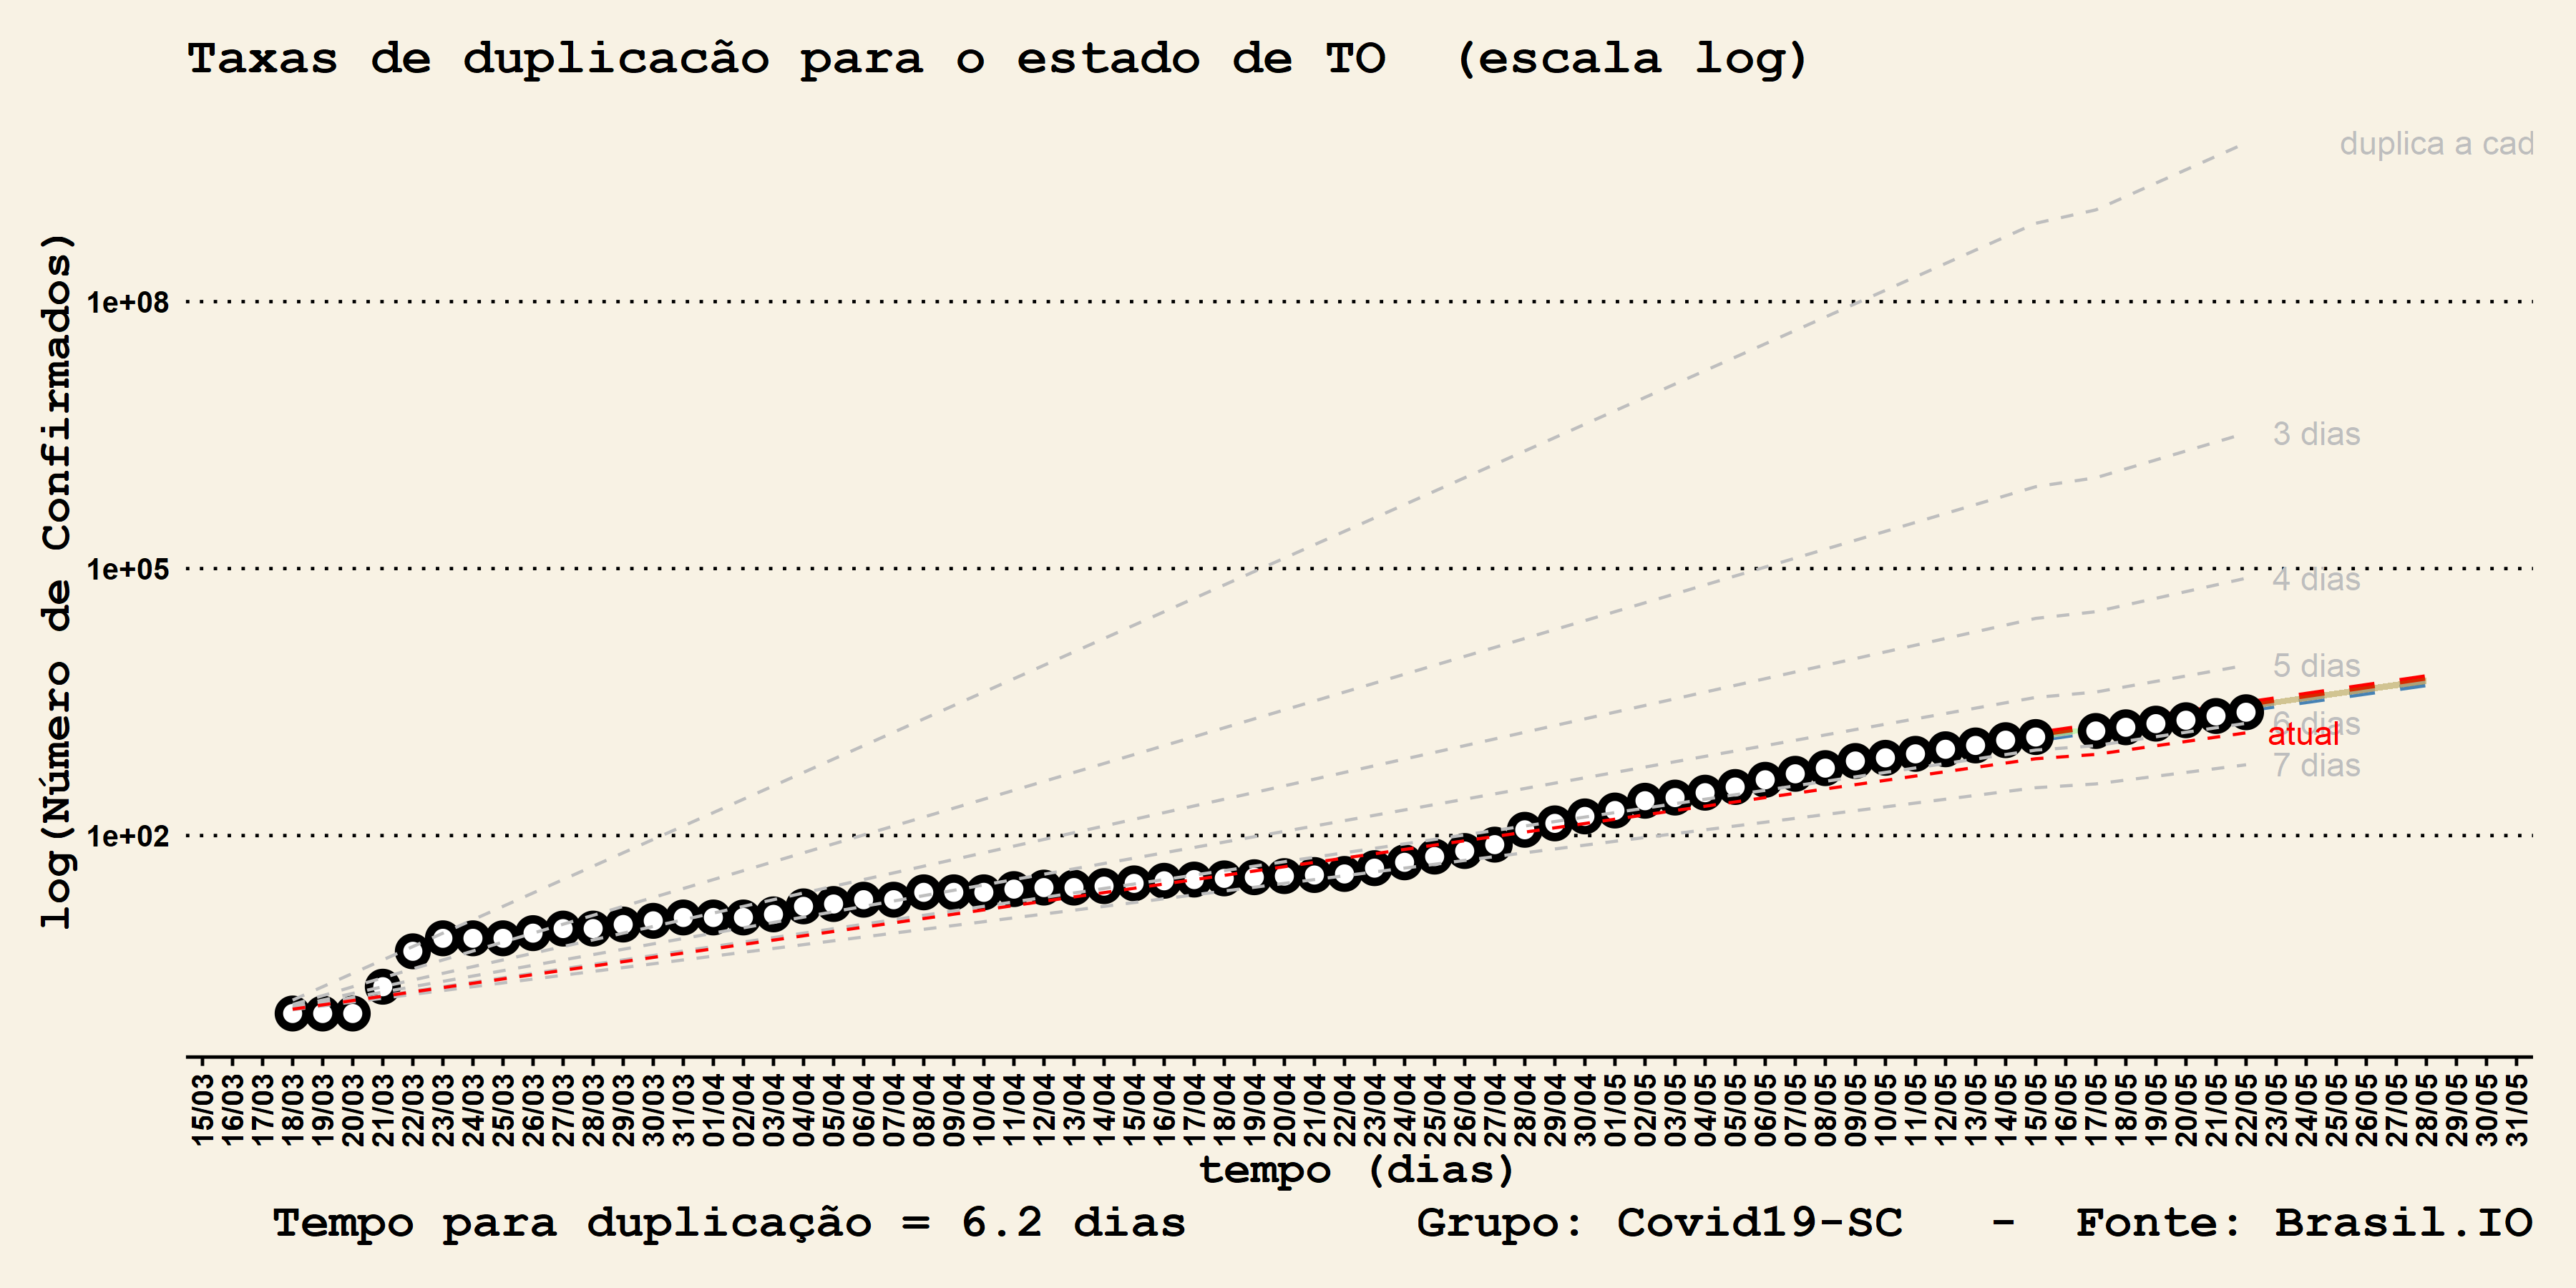 Taxas de duplicacão para o estado de TO  (escala log)
duplica a cad
1e+08
3 dias
1e+05
4 dias
5 dias
6 dias
atual
7 dias
1e+02
log(Número de Confirmados)
15/03 16/03 17/03 18/03 19/03 20/03 21/03 22/03 23/03 24/03 25/03 26/03 27/03 28/03 29/03 30/03 31/03 01/04 02/04 03/04 04/04 05/04 06/04 07/04 08/04 09/04 10/04 11/04 12/04 13/04 14/04 15/04 16/04 17/04 18/04 19/04 20/04 21/04 22/04 23/04 24/04 25/04 26/04 27/04 28/04 29/04 30/04 01/05 02/05 03/05 04/05 05/05 06/05 07/05 08/05 09/05 10/05 11/05 12/05 13/05 14/05 15/05 16/05 17/05 18/05 19/05 20/05 21/05 22/05 23/05 24/05 25/05 26/05 27/05 28/05 29/05 30/05 31/05
tempo (dias)
Tempo para duplicação = 6.2 dias    Grupo: Covid19-SC  -  Fonte: Brasil.IO